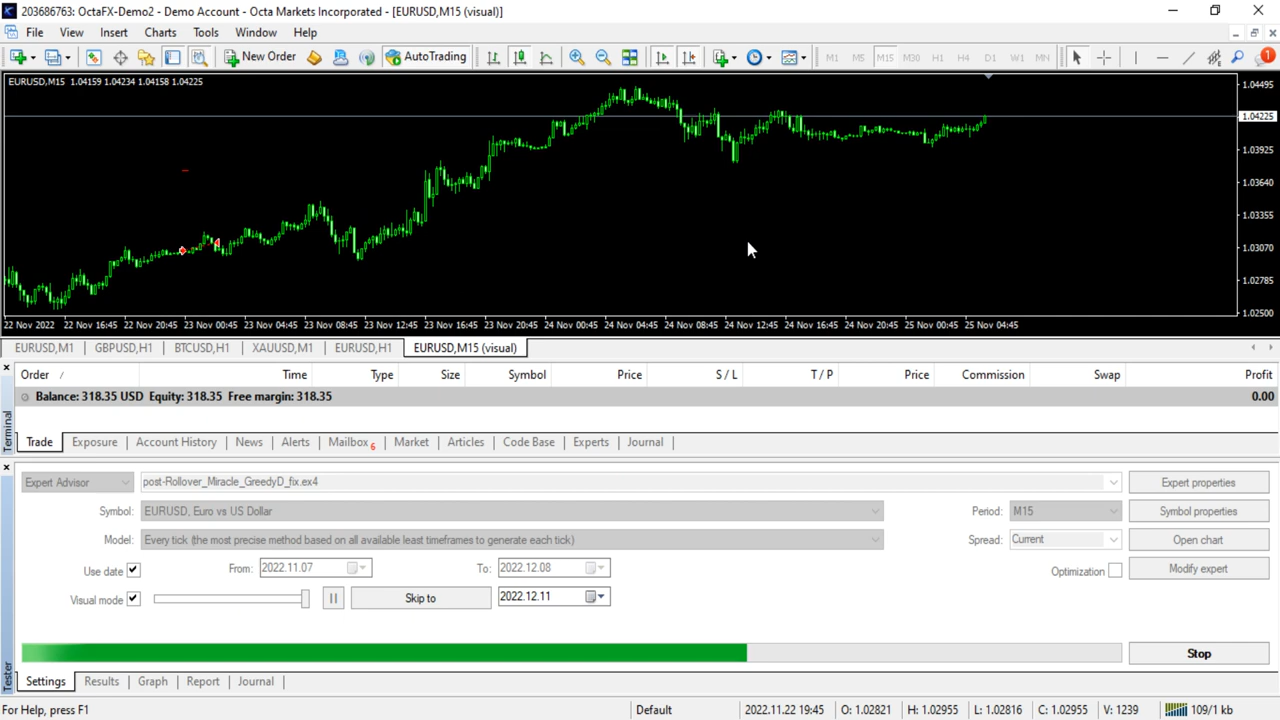 203686763: OctaFX-Demo2 - Demo Account - Octa Markets Incorporated - [EURUSD,M15 (visual)]
File View Insert Charts Tools Window Help
New Order AutoTrading M1 M5 M15 M30 H1 H4 D1 W1 MN 1
EURUSD,M15 1.04159 1.04234 1.04158 1.04225
1.04495
1.04225
1.03925
1.03640
1.03355
1.03070
1.02785
1.02500
22 Nov 2022 22 Nov 16:45 22 Nov 20:45 23 Nov 00:45 23 Nov 04:45 23 Nov 08:45 23 Nov 12:45 23 Nov 16:45 23 Nov 20:45 24 Nov 00:45 24 Nov 04:45 24 Nov 08:45 24 Nov 12:45 24 Nov 16:45 24 Nov 20:45 25 Nov 00:45 25 Nov 04:45
EURUSD,M1 GBPUSD,H1 BTCUSD,H1 XAUUSD,M1 EURUSD,H1 EURUSD,M15 (visual)
Order / Time Type Size Symbol Price S / L T / P Price Commission Swap Profit
Balance: 318.35 USD Equity: 318.35 Free margin: 318.35 0.00
Terminal
Trade Exposure Account History News Alerts Mailbox 6 Market Articles Code Base Experts Journal
Expert Advisor post-Rollover_Miracle_GreedyD_fix.ex4 Expert properties
Symbol: EURUSD, Euro vs US Dollar Period: M15 Symbol properties
Model: Every tick (the most precise method based on all available least timeframes to generate each tick) Spread: Current Open chart
Use date From: 2022.11.07 To: 2022.12.08 Optimization Modify expert
Visual mode Skip to 2022.12.11
Stop
Tester
Settings Results Graph Report Journal
For Help, press F1 Default 2022.11.22 19:45 O: 1.02821 H: 1.02955 L: 1.02816 C: 1.02955 V: 1239 109/1 kb